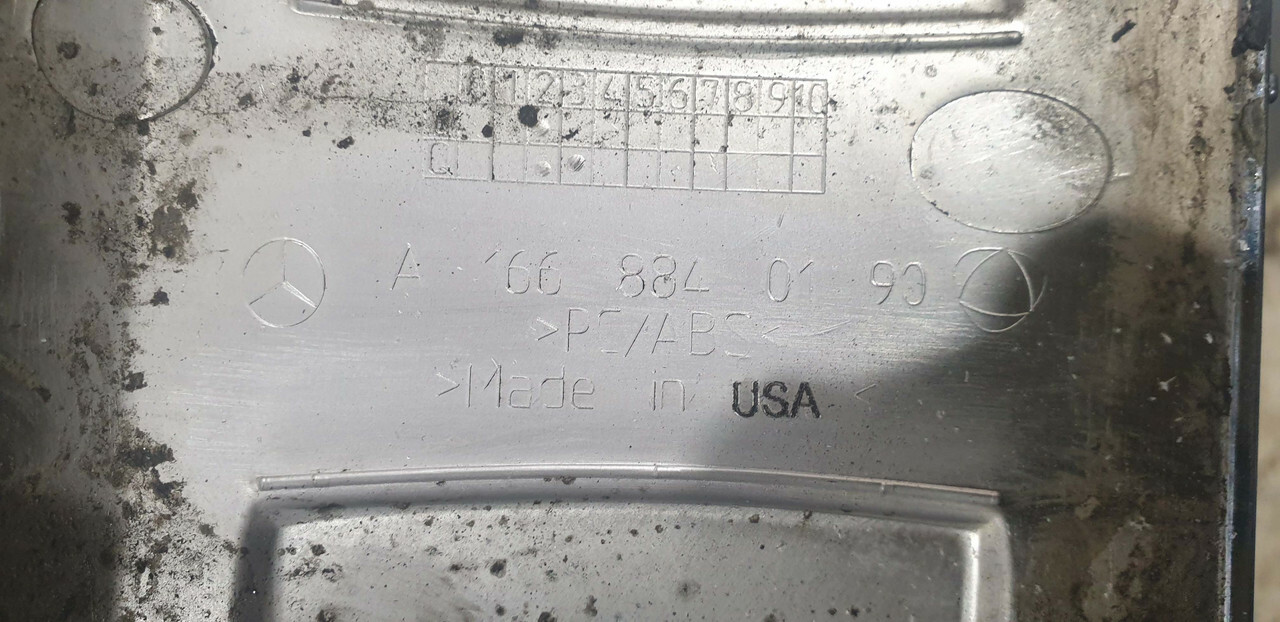 0 1 2 3 4 5 6 7 8 9 10
Q
A 166 884 01 90
>PC/ABS<
>Made in USA <